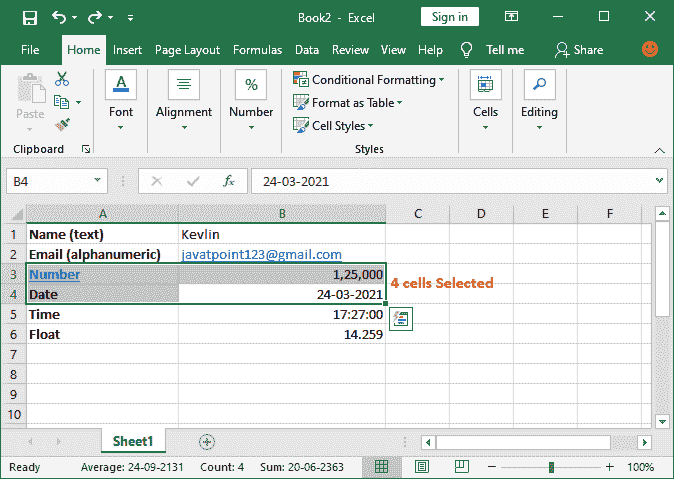 Book2 - Excel
Sign in
File Home Insert Page Layout Formulas Data Review View Help Tell me Share
Paste
Clipboard
Font
Alignment
%
Number
Conditional Formatting
Format as Table
Cell Styles
Styles
Cells
Editing
B4 fx 24-03-2021
A B C D E F
1 Name (text) Kevlin
2 Email (alphanumeric) javatpoint123@gmail.com
3 Number 1,25,000
4 cells Selected
4 Date 24-03-2021
5 Time 17:27:00
6 Float 14.259
7
8
9
10
Sheet1
Ready Average: 24-09-2131 Count: 4 Sum: 20-06-2363 100%